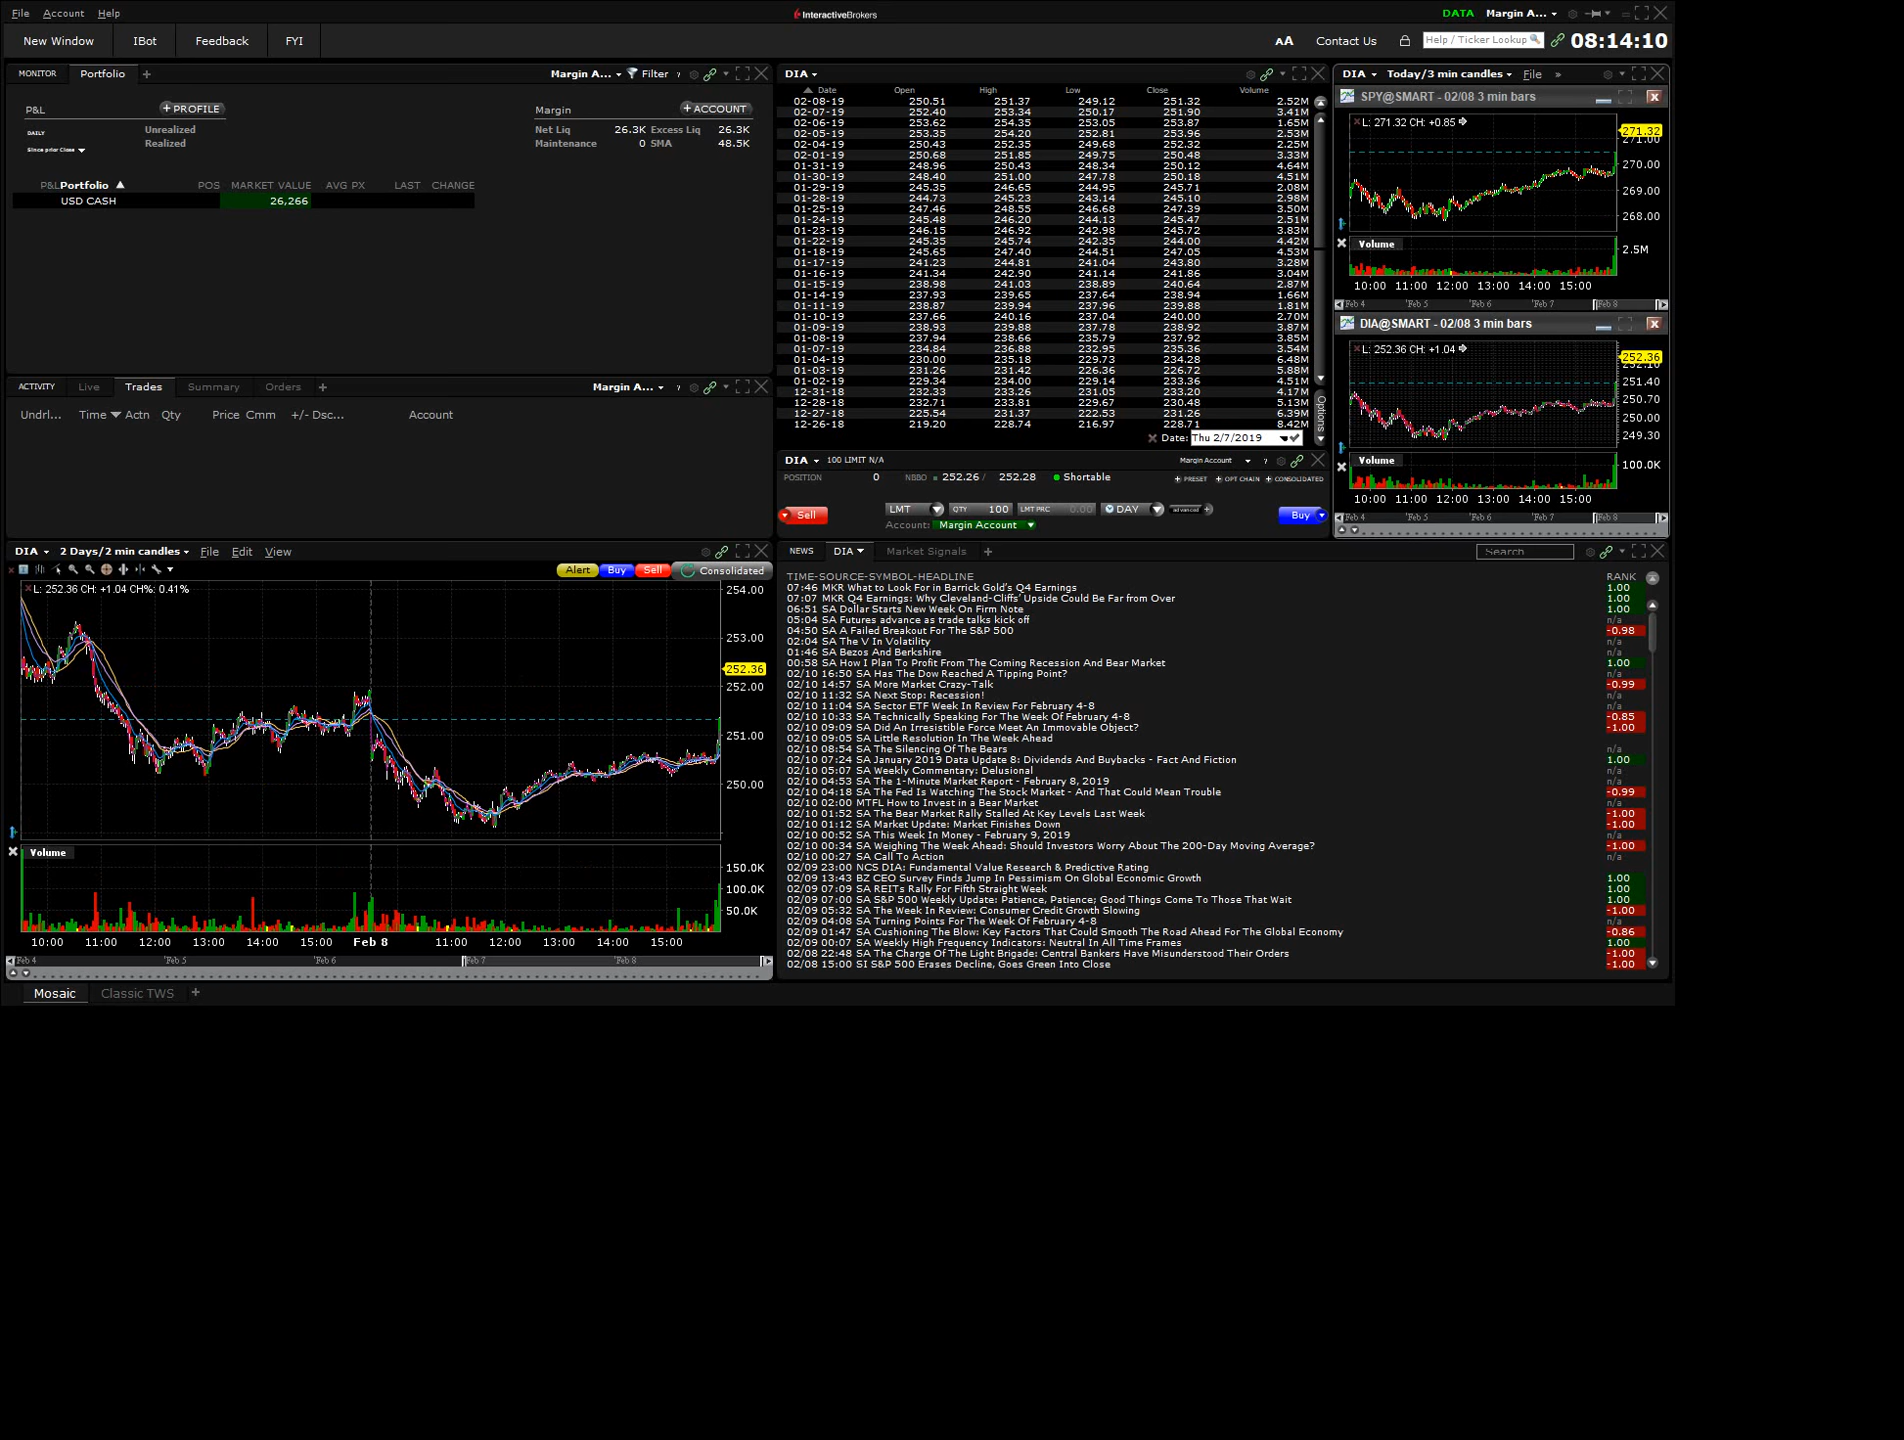 File Account Help
InteractiveBrokers
DATA Margin A...
New Window IBot Feedback FYI
AA Contact Us Help / Ticker Lookup 08:14:10
MONITOR Portfolio +
Margin A... Filter ?
P&L + PROFILE
DAILY Unrealized
Realized
Since prior Close
Margin + ACCOUNT
Net Liq 26.3K Excess Liq 26.3K
Maintenance 0 SMA 48.5K
P&L Portfolio POS MARKET VALUE AVG PX LAST CHANGE
USD CASH 26,266
ACTIVITY Live Trades Summary Orders +
Margin A... ?
Undrl... Time Actn Qty Price Cmm +/- Dsc... Account
DIA
Date Open High Low Close Volume
02-08-19 250.51 251.37 249.12 251.32 2.52M
02-07-19 252.40 253.34 250.17 251.90 3.41M
02-06-19 253.62 254.35 253.05 253.87 1.65M
02-05-19 253.35 254.20 252.81 253.96 2.53M
02-04-19 250.43 252.35 249.68 252.32 2.25M
02-01-19 250.68 251.85 249.75 250.48 3.33M
01-31-19 248.96 250.43 248.34 250.12 4.64M
01-30-19 248.40 251.00 247.78 250.18 4.51M
01-29-19 245.35 246.65 244.95 245.71 2.08M
01-28-19 244.73 245.23 243.14 245.10 2.98M
01-25-19 247.46 248.55 246.68 247.39 3.50M
01-24-19 245.48 246.20 244.13 245.47 2.51M
01-23-19 246.15 246.92 242.98 245.72 3.83M
01-22-19 245.35 245.74 242.35 244.00 4.42M
01-18-19 245.65 247.40 244.51 247.05 4.53M
01-17-19 241.23 244.81 241.04 243.80 3.28M
01-16-19 241.34 242.90 241.14 241.86 3.04M
01-15-19 238.98 241.03 238.89 240.64 2.87M
01-14-19 237.93 239.65 237.64 238.94 1.66M
01-11-19 238.87 239.94 237.96 239.88 1.81M
01-10-19 237.66 240.16 237.04 240.00 2.70M
01-09-19 238.93 239.88 237.78 238.92 3.87M
01-08-19 237.94 238.66 235.79 237.92 3.85M
01-07-19 234.84 236.88 232.95 235.36 3.54M
01-04-19 230.00 235.18 229.73 234.28 6.48M
01-03-19 231.26 231.42 226.36 226.72 5.88M
01-02-19 229.34 234.00 229.14 233.36 4.51M
12-31-18 232.33 233.26 231.05 233.20 4.17M
12-28-18 232.71 233.81 229.67 230.48 5.13M
12-27-18 225.54 231.37 222.53 231.26 6.39M
12-26-18 219.20 228.74 216.97 228.71 8.42M
Options
Date: Thu 2/7/2019
DIA 100 LIMIT N/A Margin Account ?
POSITION 0 NBBO 252.26 / 252.28 Shortable + PRESET + OPT CHAIN + CONSOLIDATED
Sell LMT QTY 100 LMT PRC 0.00 DAY advanced + Buy
Account: Margin Account
DIA Today/3 min candles File »
SPY@SMART - 02/08 3 min bars
L: 271.32 CH: +0.85
271.32
271.00
270.00
269.00
268.00
Volume
2.5M
10:00 11:00 12:00 13:00 14:00 15:00
Feb 4 Feb 5 Feb 6 Feb 7 Feb 8
DIA@SMART - 02/08 3 min bars
L: 252.36 CH: +1.04
252.36
252.10
251.40
250.70
250.00
249.30
Volume
100.0K
10:00 11:00 12:00 13:00 14:00 15:00
Feb 4 Feb 5 Feb 6 Feb 7 Feb 8
DIA 2 Days/2 min candles File Edit View
Alert Buy Sell Consolidated
L: 252.36 CH: +1.04 CH%: 0.41%
254.00
253.00
252.36
252.00
251.00
250.00
Volume
150.0K
100.0K
50.0K
10:00 11:00 12:00 13:00 14:00 15:00 Feb 8 11:00 12:00 13:00 14:00 15:00
Feb 4 Feb 5 Feb 6 Feb 7 Feb 8
NEWS DIA Market Signals + Search
TIME-SOURCE-SYMBOL-HEADLINE RANK
07:46 MKR What to Look For in Barrick Gold's Q4 Earnings 1.00
07:07 MKR Q4 Earnings: Why Cleveland-Cliffs' Upside Could Be Far from Over 1.00
06:51 SA Dollar Starts New Week On Firm Note 1.00
05:04 SA Futures advance as trade talks kick off n/a
04:50 SA A Failed Breakout For The S&P 500 -0.98
02:04 SA The V In Volatility n/a
01:46 SA Bezos And Berkshire n/a
00:58 SA How I Plan To Profit From The Coming Recession And Bear Market 1.00
02/10 16:50 SA Has The Dow Reached A Tipping Point? n/a
02/10 14:57 SA More Market Crazy-Talk -0.99
02/10 11:32 SA Next Stop: Recession! n/a
02/10 11:04 SA Sector ETF Week In Review For February 4-8 n/a
02/10 10:33 SA Technically Speaking For The Week Of February 4-8 -0.85
02/10 09:09 SA Did An Irresistible Force Meet An Immovable Object? -1.00
02/10 09:05 SA Little Resolution In The Week Ahead
02/10 08:54 SA The Silencing Of The Bears n/a
02/10 07:24 SA January 2019 Data Update 8: Dividends And Buybacks - Fact And Fiction 1.00
02/10 05:07 SA Weekly Commentary: Delusional n/a
02/10 04:53 SA The 1-Minute Market Report - February 8, 2019 n/a
02/10 04:18 SA The Fed Is Watching The Stock Market - And That Could Mean Trouble -0.99
02/10 02:00 MTFL How to Invest in a Bear Market n/a
02/10 01:52 SA The Bear Market Rally Stalled At Key Levels Last Week -1.00
02/10 01:12 SA Market Update: Market Finishes Down -1.00
02/10 00:52 SA This Week In Money - February 9, 2019 n/a
02/10 00:34 SA Weighing The Week Ahead: Should Investors Worry About The 200-Day Moving Average? -1.00
02/10 00:27 SA Call To Action n/a
02/09 23:00 NCS DIA: Fundamental Value Research & Predictive Rating
02/09 13:43 BZ CEO Survey Finds Jump In Pessimism On Global Economic Growth 1.00
02/09 07:09 SA REITs Rally For Fifth Straight Week 1.00
02/09 07:00 SA S&P 500 Weekly Update: Patience, Patience; Good Things Come To Those That Wait 1.00
02/09 05:32 SA The Week In Review: Consumer Credit Growth Slowing -1.00
02/09 04:08 SA Turning Points For The Week Of February 4-8 n/a
02/09 01:47 SA Cushioning The Blow: Key Factors That Could Smooth The Road Ahead For The Global Economy -0.86
02/09 00:07 SA Weekly High Frequency Indicators: Neutral In All Time Frames 1.00
02/08 22:48 SA The Charge Of The Light Brigade: Central Bankers Have Misunderstood Their Orders -1.00
02/08 15:00 SI S&P 500 Erases Decline, Goes Green Into Close -1.00
Mosaic Classic TWS +